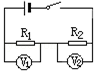 R₁ R₂
V₁ V₂